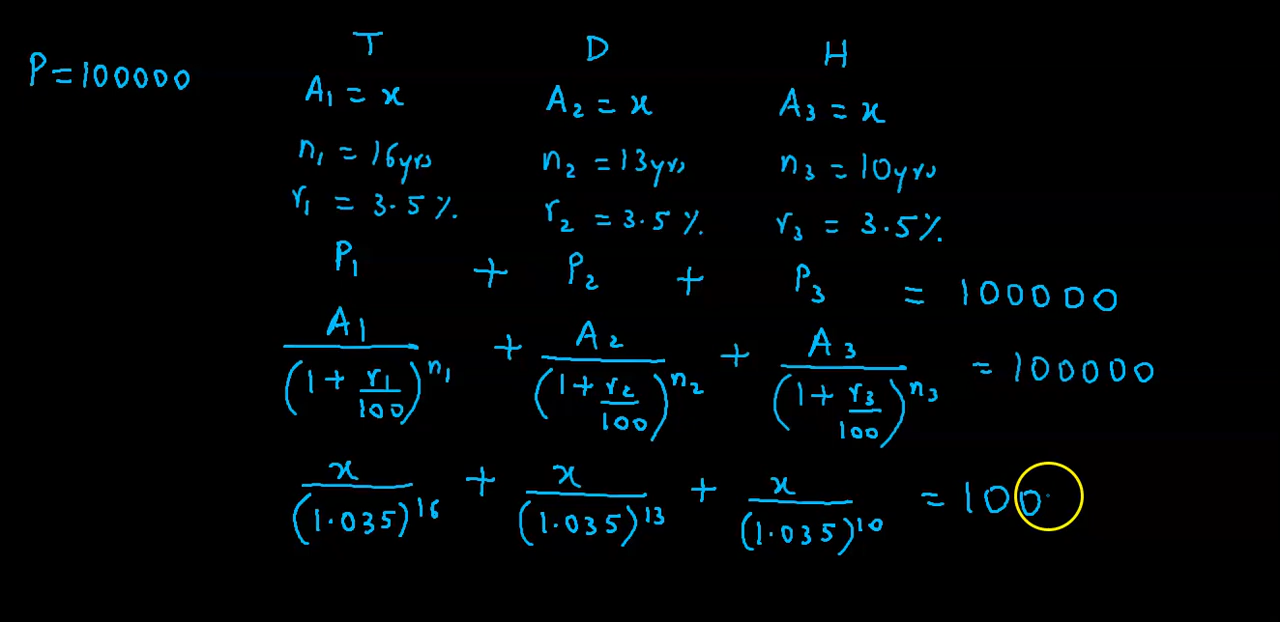 T D H
P = 100000
A₁ = x A₂ = x A₃ = x
n₁ = 16yrs n₂ = 13yrs n₃ = 10yrs
r₁ = 3.5 %. r₂ = 3.5 %. r₃ = 3.5 %.
P₁ + P₂ + P₃ = 100000
A₁/(1 + r₁/100)^n₁ + A₂/(1 + r₂/100)^n₂ + A₃/(1 + r₃/100)^n₃ = 100000
x/(1.035)^16 + x/(1.035)^13 + x/(1.035)^10 = 100